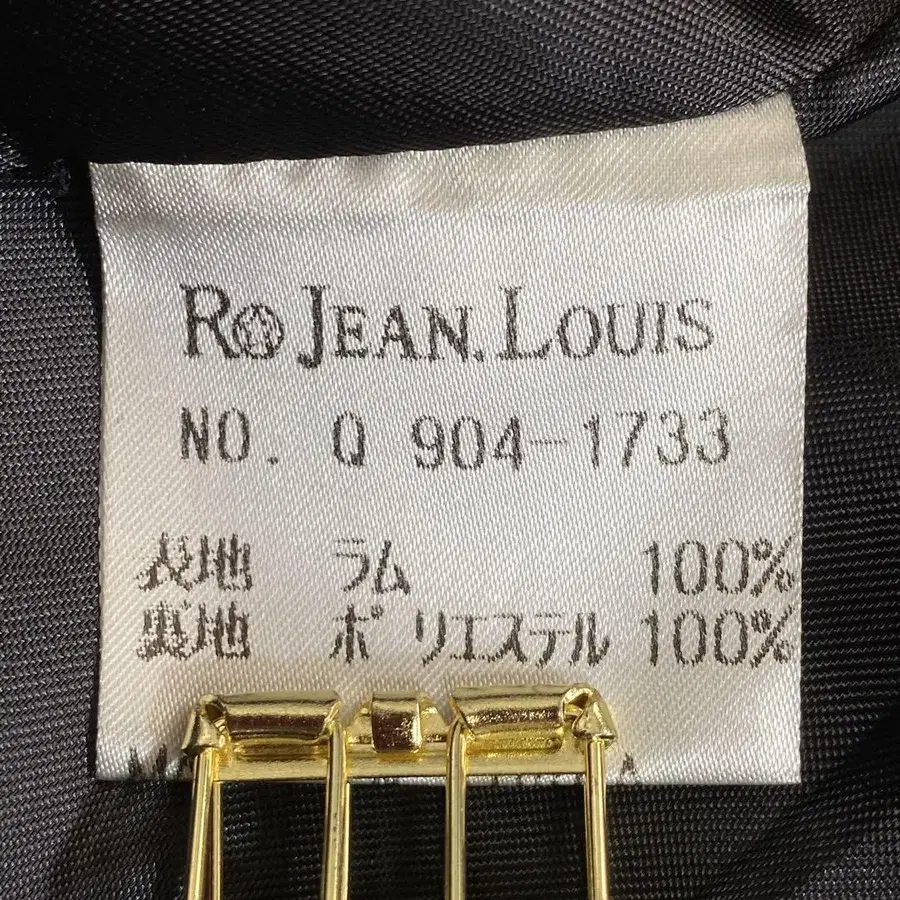 Ro JEAN.LOUIS
NO. Q 904-1733
表地 ラム 100%
裏地 ポリエステル 100%